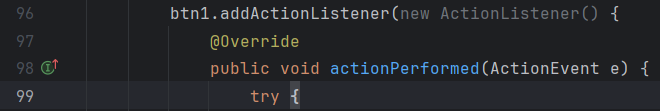 96 btn1.addActionListener(new ActionListener() {
97 @Override
98 public void actionPerformed(ActionEvent e) {
99 try {